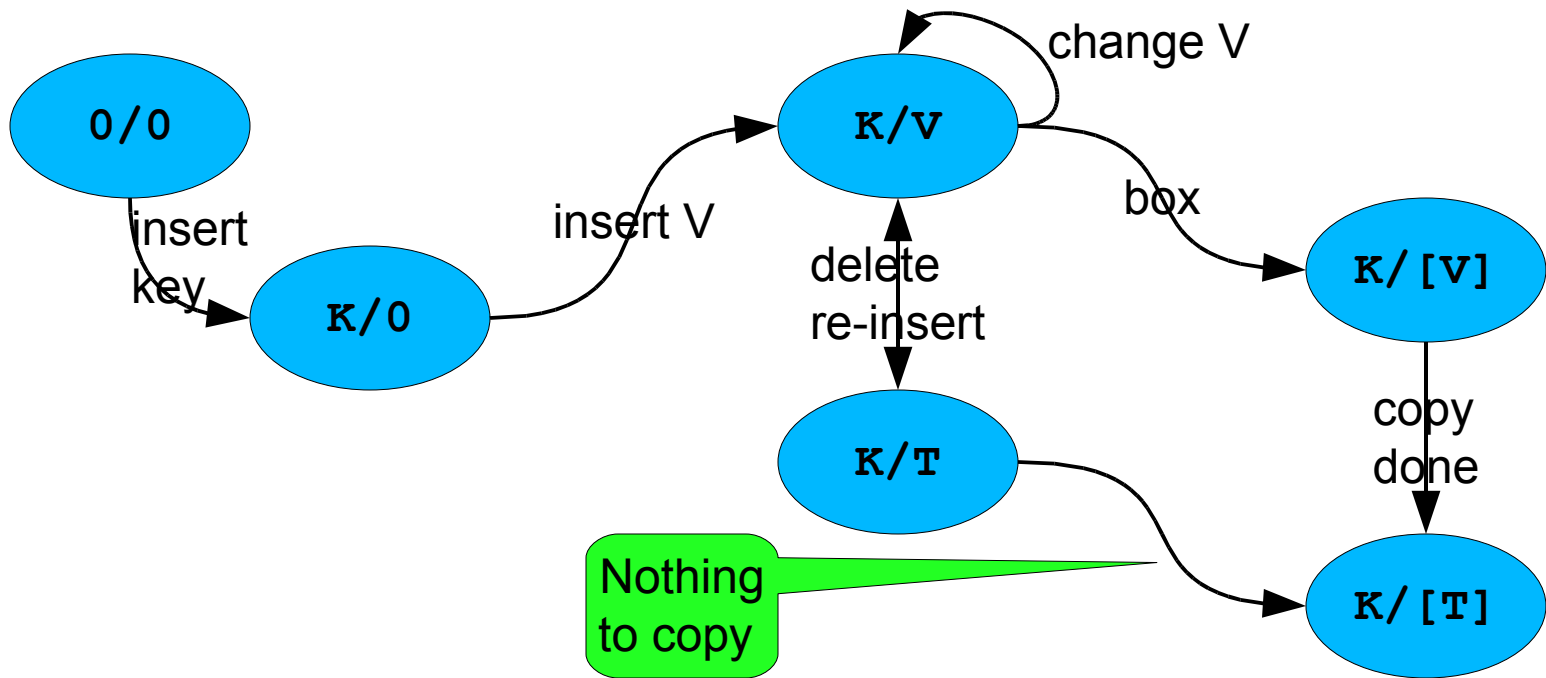 change V
0/0
K/V
insert
key
insert V
box
delete
re-insert
K/[V]
K/0
copy
done
K/T
Nothing
to copy
K/[T]